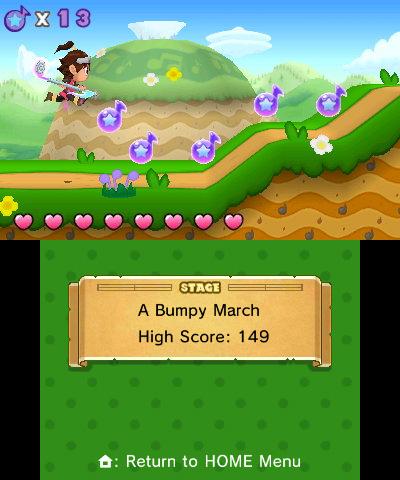 x 13
STAGE
A Bumpy March
High Score: 149
: Return to HOME Menu